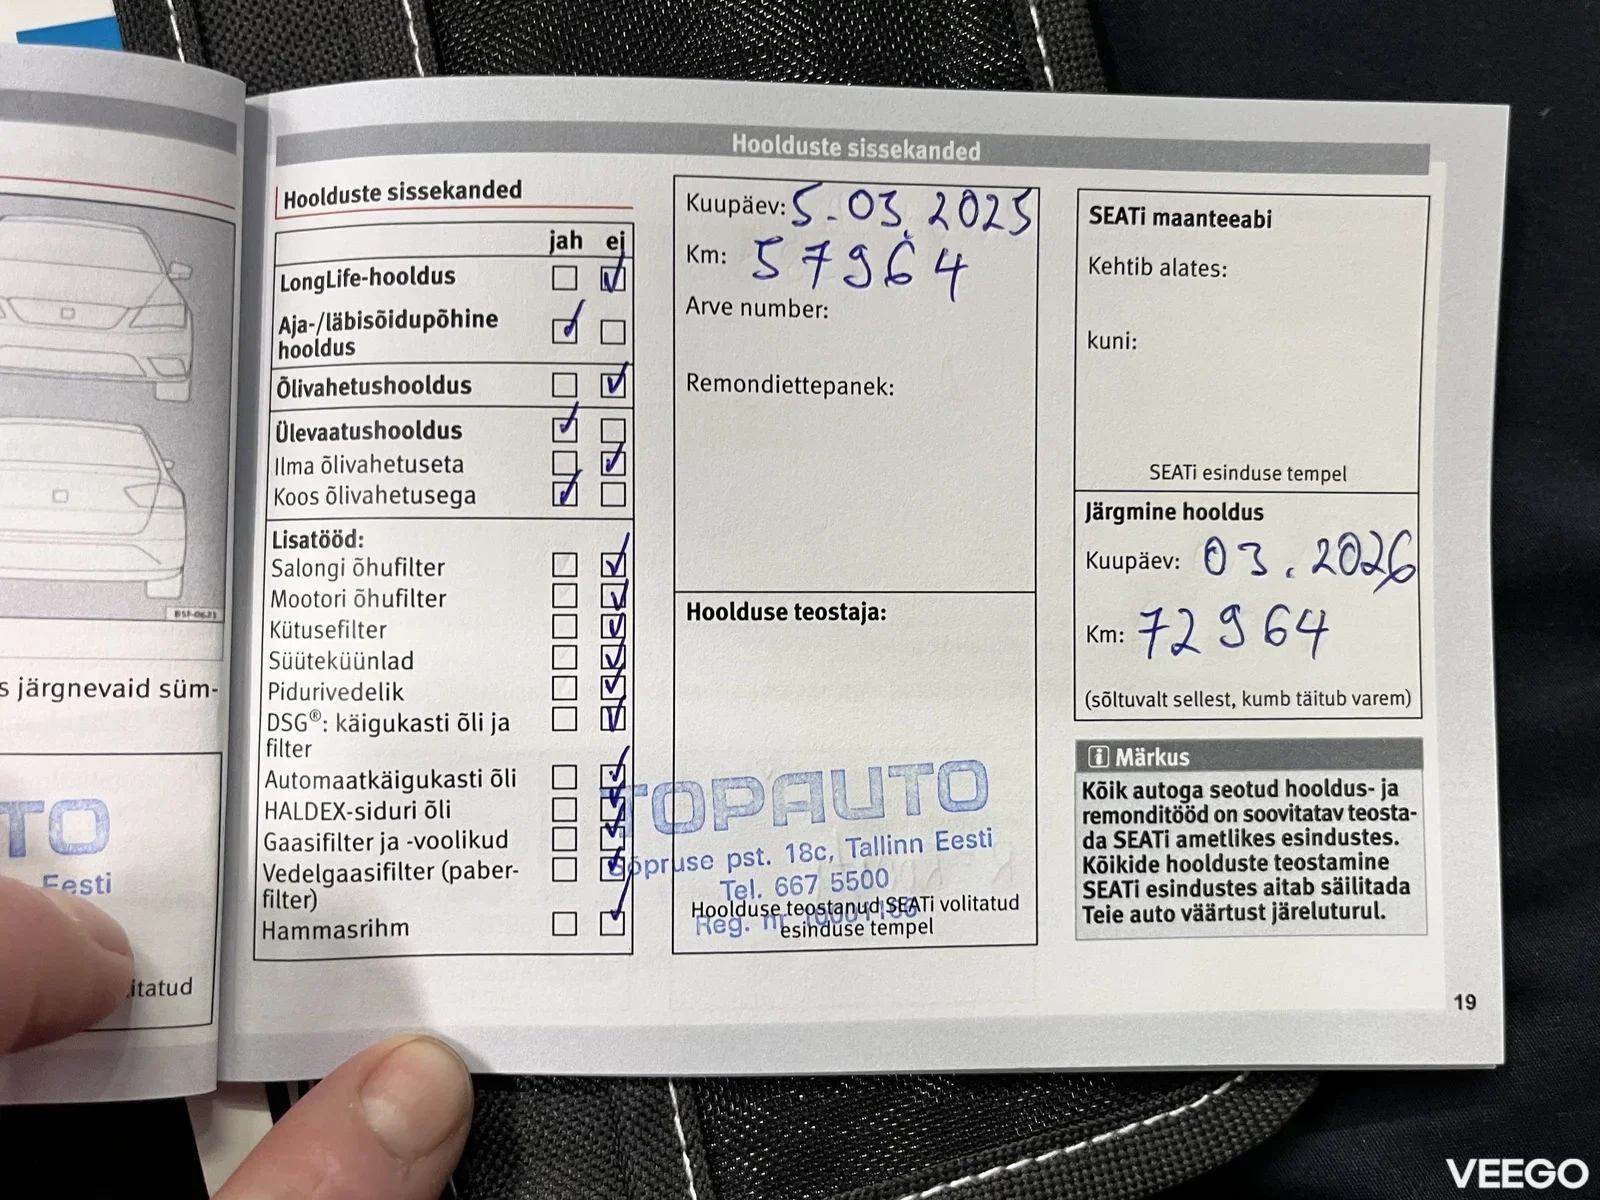 Hoolduste sissekanded
Hoolduste sissekanded
jah ej
LongLife-hooldus
Aja-/läbisõidupõhine
hooldus
Õlivahetushooldus
Ülevaatushooldus
Ilma õlivahetuseta
Koos õlivahetusega
Lisatööd:
Salongi õhufilter
Mootori õhufilter
Kütusefilter
Süüteküünlad
Pidurivedelik
DSG®: käigukasti õli ja
filter
Automaatkäigukasti õli
HALDEX-siduri õli
Gaasifilter ja -voolikud
Vedelgaasifilter (paber-
filter)
Hammasrihm
Kuupäev: 5.03.2025
Km: 57964
Arve number:
Remondiettepanek:
Hoolduse teostaja:
TOPAUTO
Sõpruse pst. 18c, Tallinn Eesti
Tel. 667 5500
Hoolduse teostanud SEATi volitatud
Reg. nr.
esinduse tempel
SEATi maanteeabi
Kehtib alates:
kuni:
SEATi esinduse tempel
Järgmine hooldus
Kuupäev: 03.2026
Km: 72964
(sõltuvalt sellest, kumb täitub varem)
i Märkus
Kõik autoga seotud hooldus- ja
remonditööd on soovitatav teosta-
da SEATi ametlikes esindustes.
Kõikide hoolduste teostamine
SEATi esindustes aitab säilitada
Teie auto väärtust järeluturul.
19
s järgnevaid süm-
TO
Eesti
itatud
VEEGO